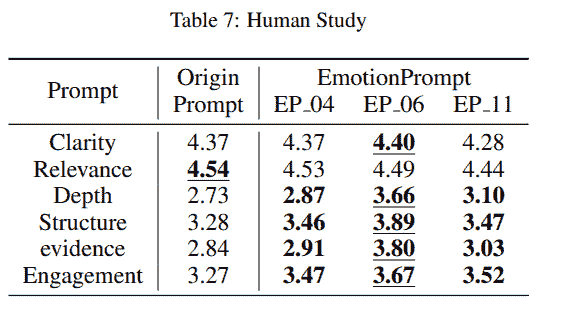 Table 7: Human Study
Prompt Origin Prompt EmotionPrompt
EP_04 EP_06 EP_11
Clarity 4.37 4.37 4.40 4.28
Relevance 4.54 4.53 4.49 4.44
Depth 2.73 2.87 3.66 3.10
Structure 3.28 3.46 3.89 3.47
evidence 2.84 2.91 3.80 3.03
Engagement 3.27 3.47 3.67 3.52